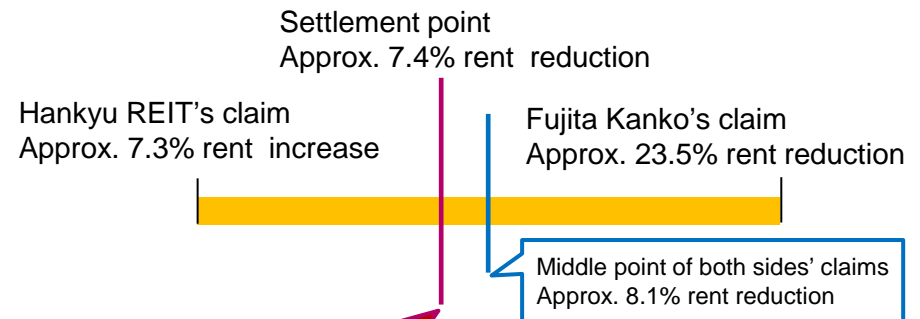 Settlement point
Approx. 7.4% rent reduction
Hankyu REIT's claim
Approx. 7.3% rent increase
Fujita Kanko's claim
Approx. 23.5% rent reduction
Middle point of both sides' claims
Approx. 8.1% rent reduction